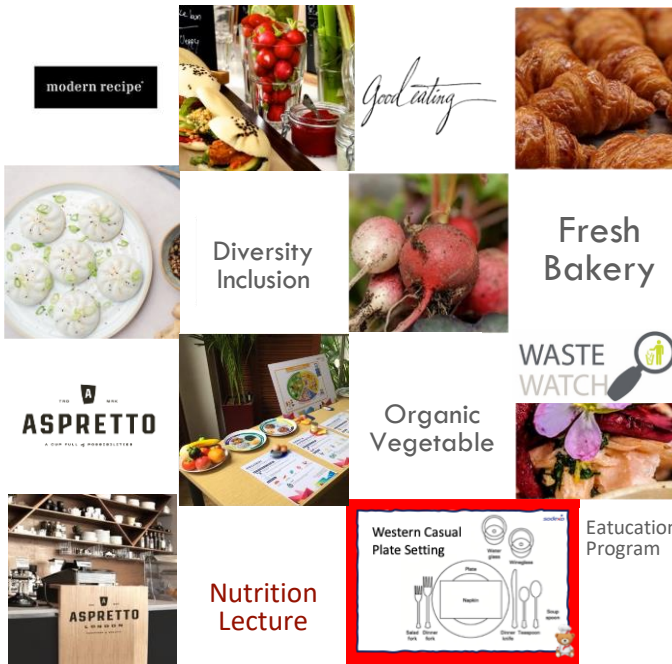 modern recipe
Good eating
Diversity
Inclusion
Fresh
Bakery
WASTE
WATCH
A
ASPRETTO
A CUP FULL of POSSIBILITIES
Organic
Vegetable
Western Casual
Plate Setting
sodexo
Water
glass
Wineglass
Plate
Napkin
Salad
fork
Dinner
fork
Dinner
knife
Teaspoon
Soup
spoon
Eatucation
Program
ASPRETTO
LONDON
Nutrition
Lecture